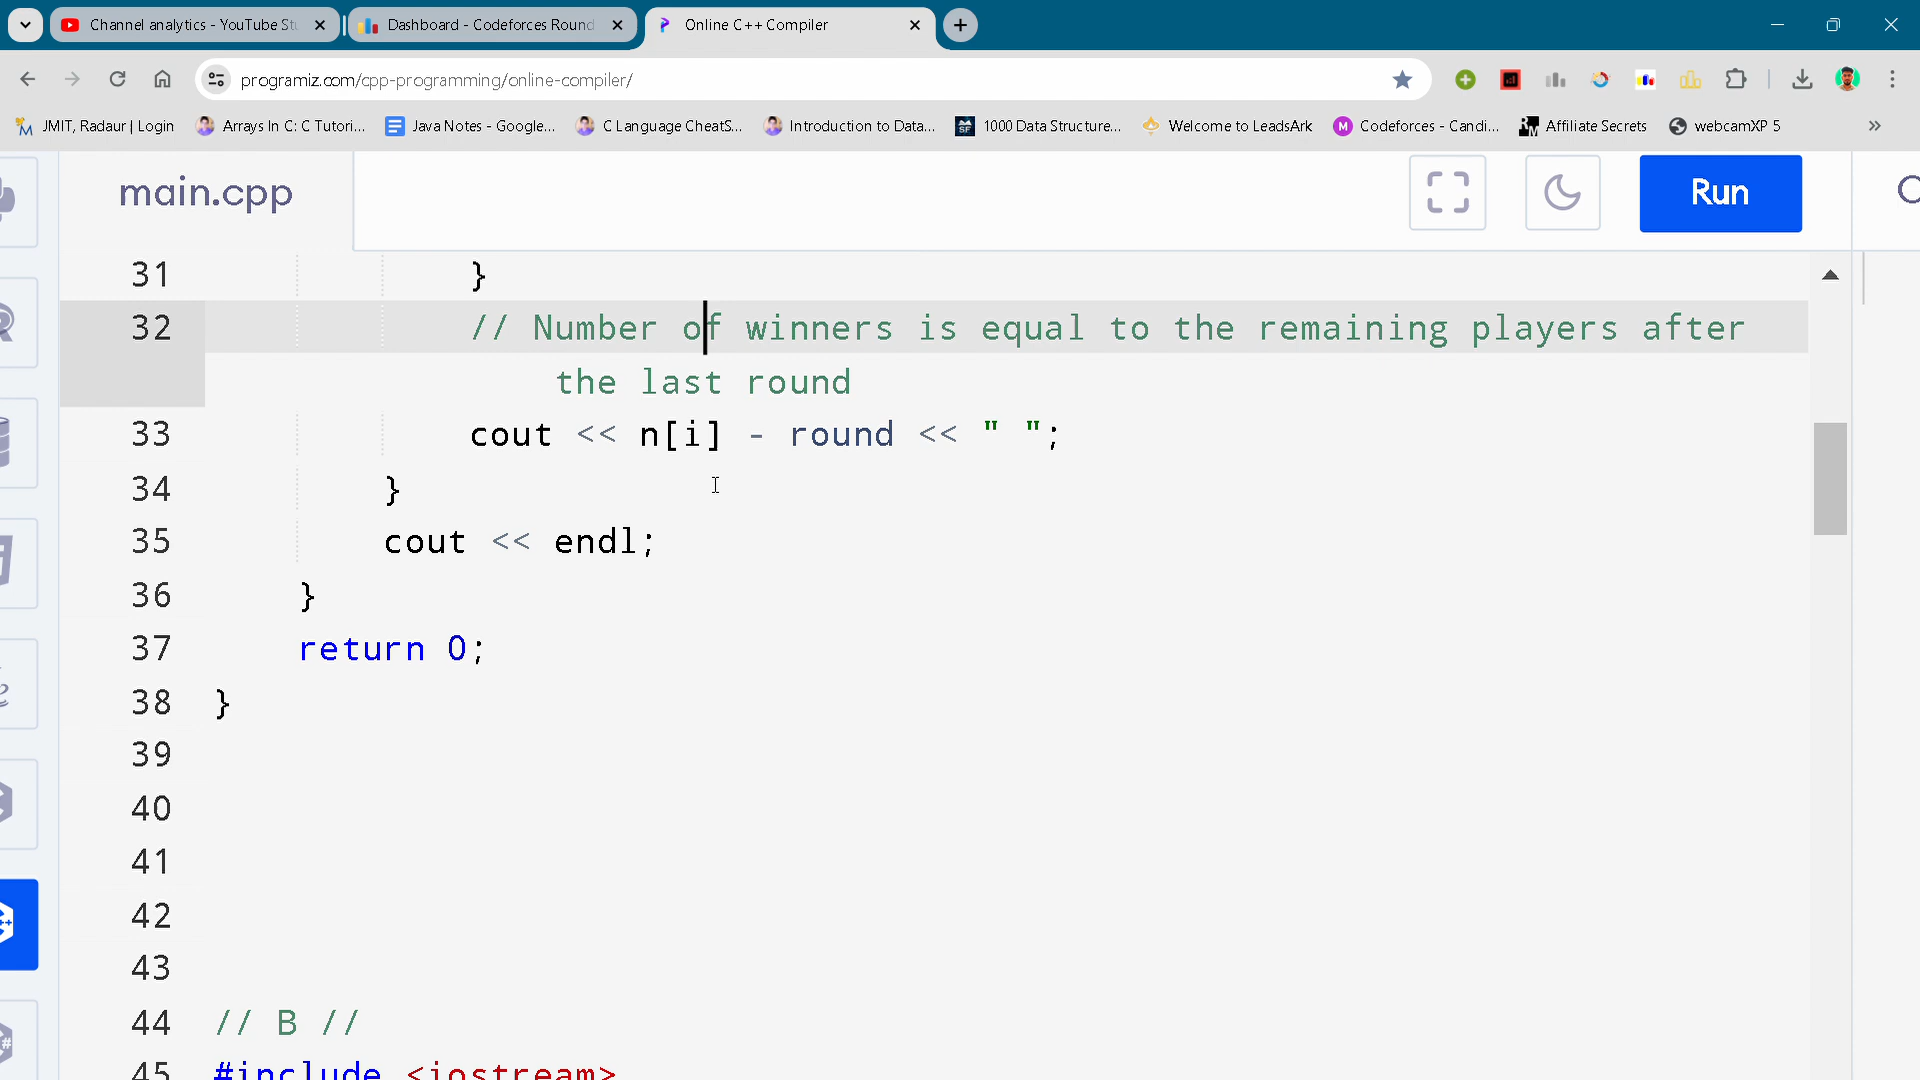 Channel analytics - YouTube Stu
Dashboard - Codeforces Round
Online C++ Compiler
programiz.com/cpp-programming/online-compiler/
JMIT, Radaur | Login
Arrays In C: C Tutori...
Java Notes - Google...
C Language CheatS...
Introduction to Data...
1000 Data Structure...
Welcome to LeadsArk
Codeforces - Candi...
Affiliate Secrets
webcamXP 5
main.cpp
Run
31 }
32 // Number of winners is equal to the remaining players after
the last round
33 cout << n[i] - round << " ";
34 }
35 cout << endl;
36 }
37 return 0;
38 }
39
40
41
42
43
44 // B //
45 #include <iostream>